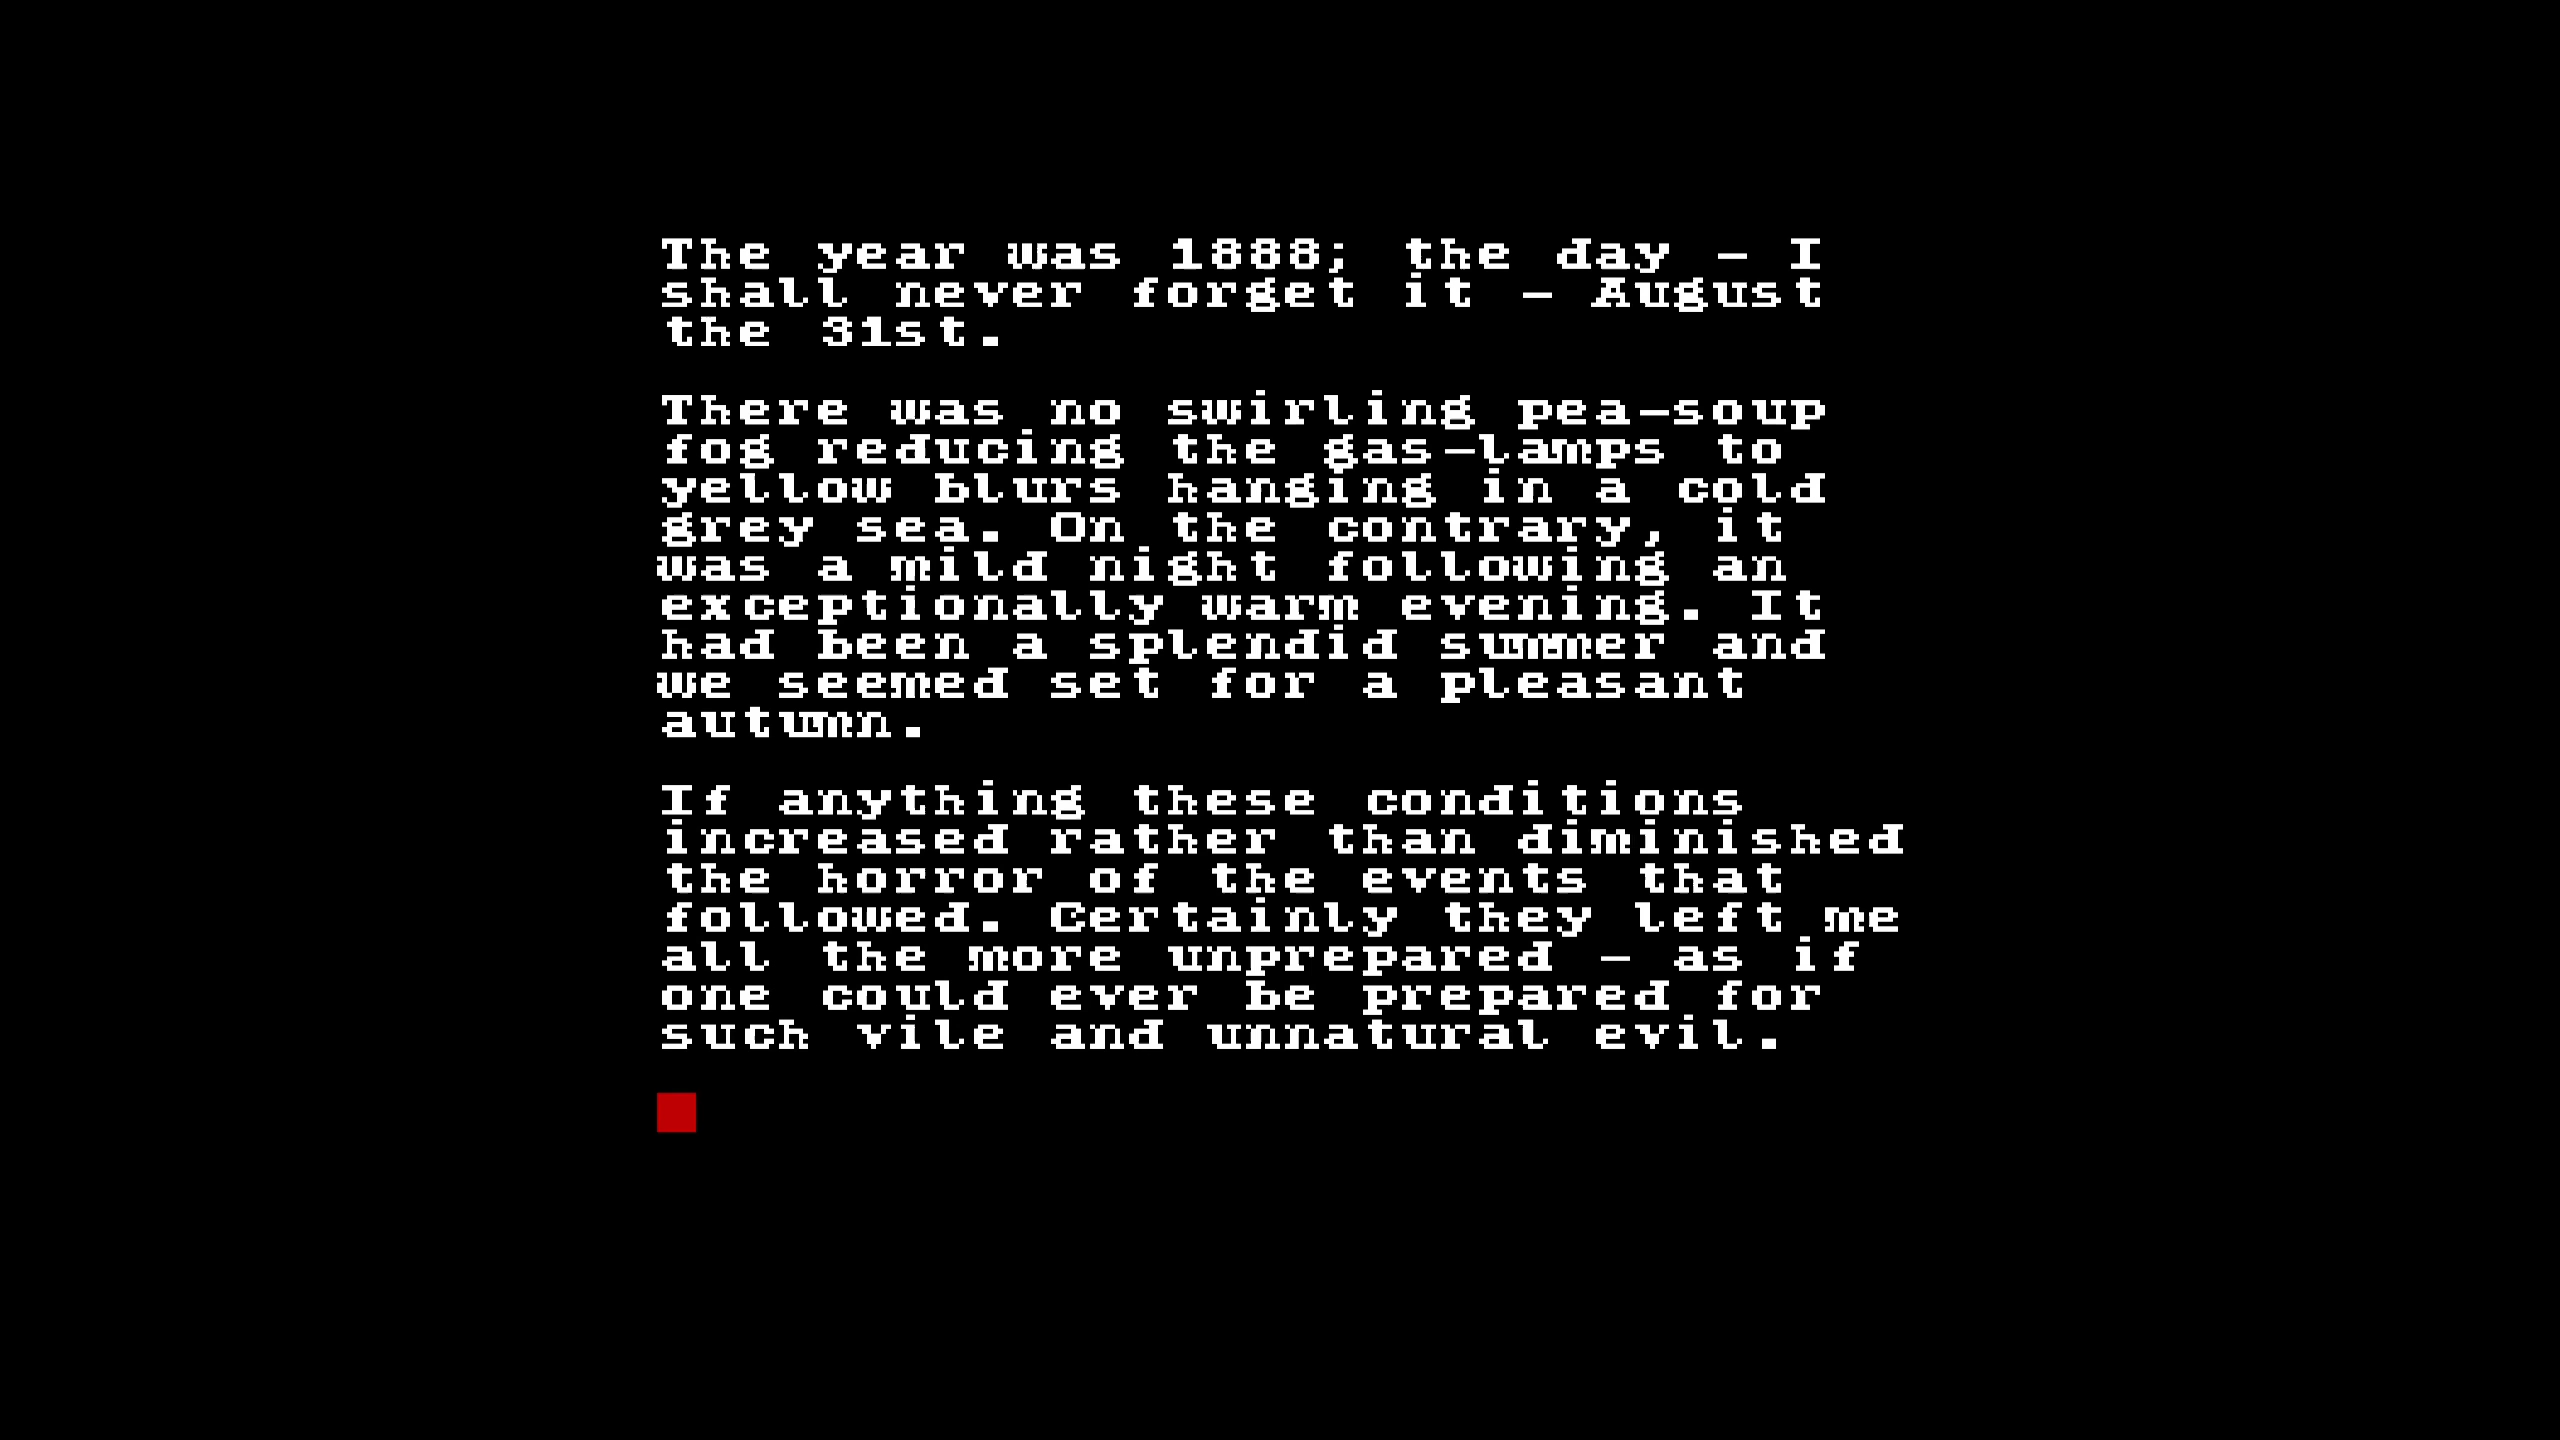 The year was 1888; the day - I
shall never forget it - August
the 31st.
There was no swirling pea-soup
fog reducing the gas-lamps to
yellow blurs hanging in a cold
grey sea. On the contrary, it
was a mild night following an
exceptionally warm evening. It
had been a splendid summer and
we seemed set for a pleasant
autumn.
If anything these conditions
increased rather than diminished
the horror of the events that
followed. Certainly they left me
all the more unprepared - as if
one could ever be prepared for
such vile and unnatural evil.